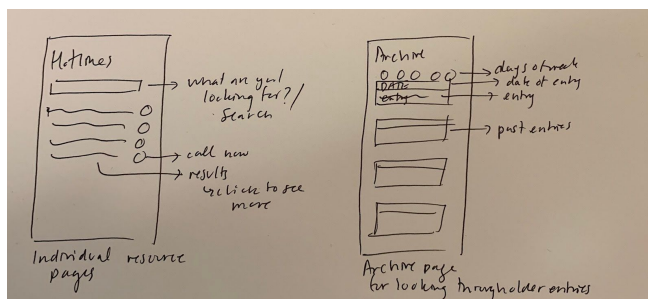 Hotlines
what are you
looking for?/
search
call now
results
click to see
more
Individual resource
pages
Archive
days of week
DATE
date of entry
entry
entry
past entries
Archive page
for looking through older entries